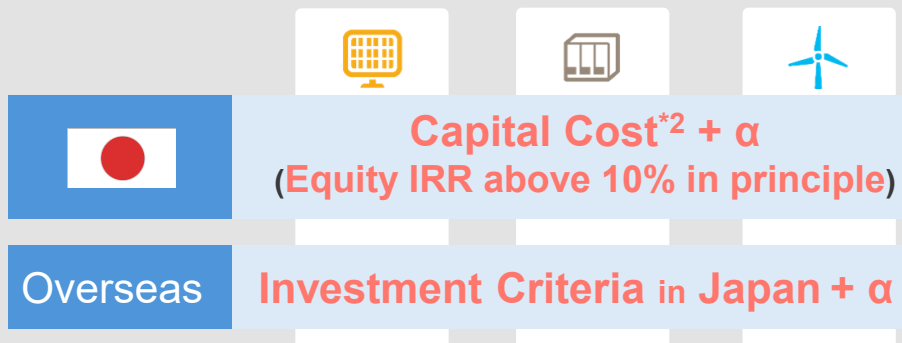 Capital Cost*2 + α
(Equity IRR above 10% in principle)
Overseas Investment Criteria in Japan + α